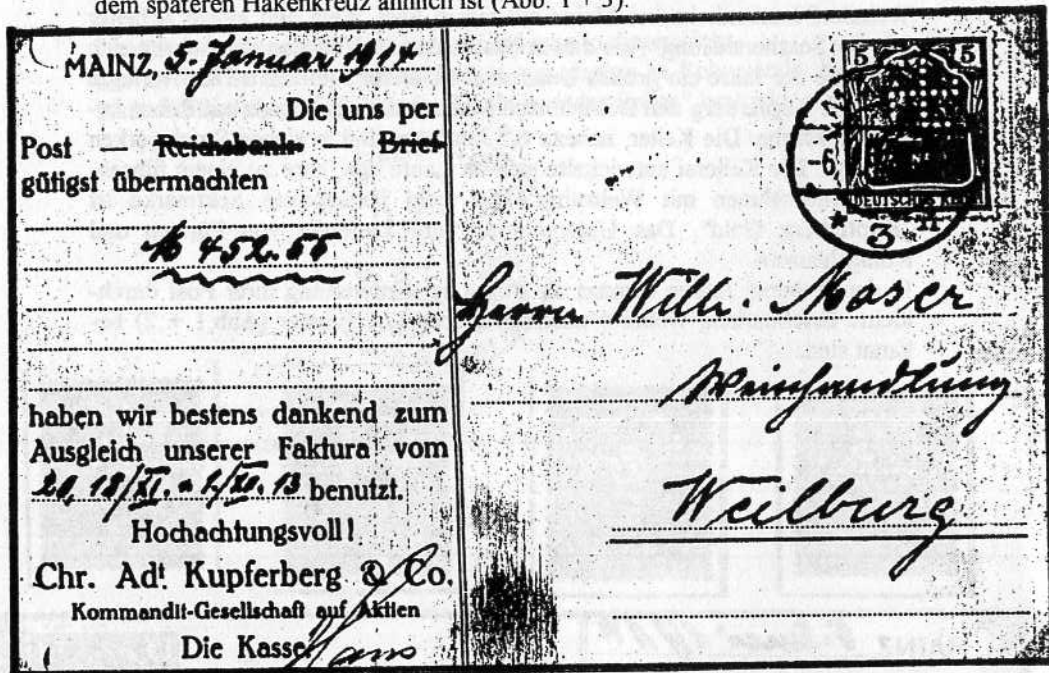 dem späteren Hakenkreuz ähnlich ist (Abb. 1 + 3).
MAINZ, 5. Januar 1914
Die uns per
Post – Reichsbank – Brief
gütigst übermachten
M 452.55
haben wir bestens dankend zum
Ausgleich unserer Faktura vom
18/XI. 1/XII. 13 benutzt.
Hochachtungsvoll!
Chr. Adt. Kupferberg & Co.
Kommandit-Gesellschaft auf Aktien
Die Kasse
5 5
DEUTSCHES REICH
-6.
3
Herrn Wilh. Moser
Weinhandlung
Weilburg